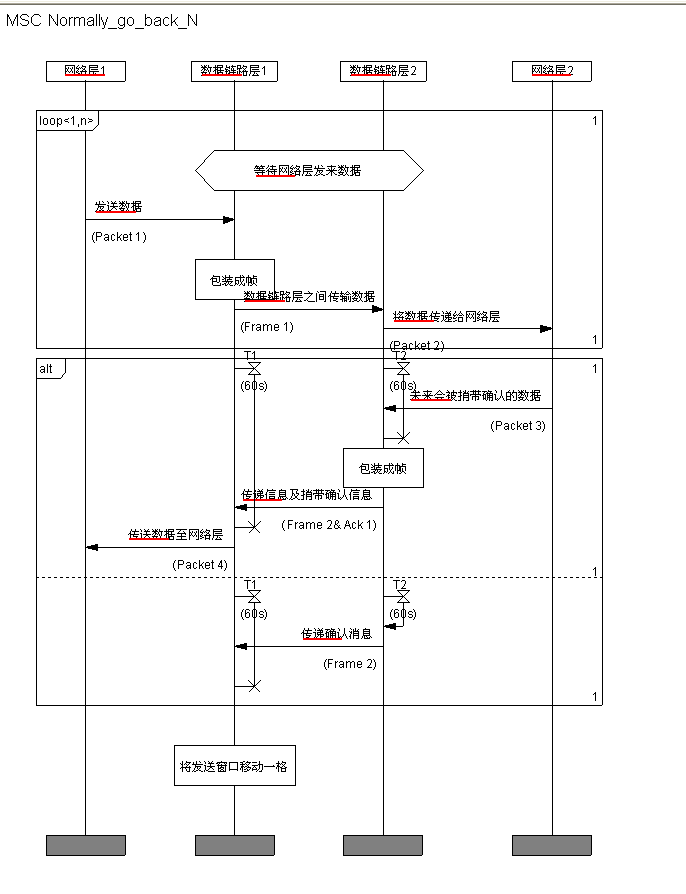 MSC Normally_go_back_N
网络层1
数据链路层1
数据链路层2
网络层2
loop<1,n>
1
等待网络层发来数据
发送数据
(Packet 1)
包装成帧
数据链路层之间传输数据
(Frame 1)
将数据传递给网络层
(Packet 2)
1
alt
T1
T2
1
(60s)
(60s)
未来会被捎带确认的数据
(Packet 3)
包装成帧
传递信息及捎带确认信息
(Frame 2& Ack 1)
传送数据至网络层
(Packet 4)
1
T1
T2
(60s)
(60s)
传递确认消息
(Frame 2)
1
将发送窗口移动一格